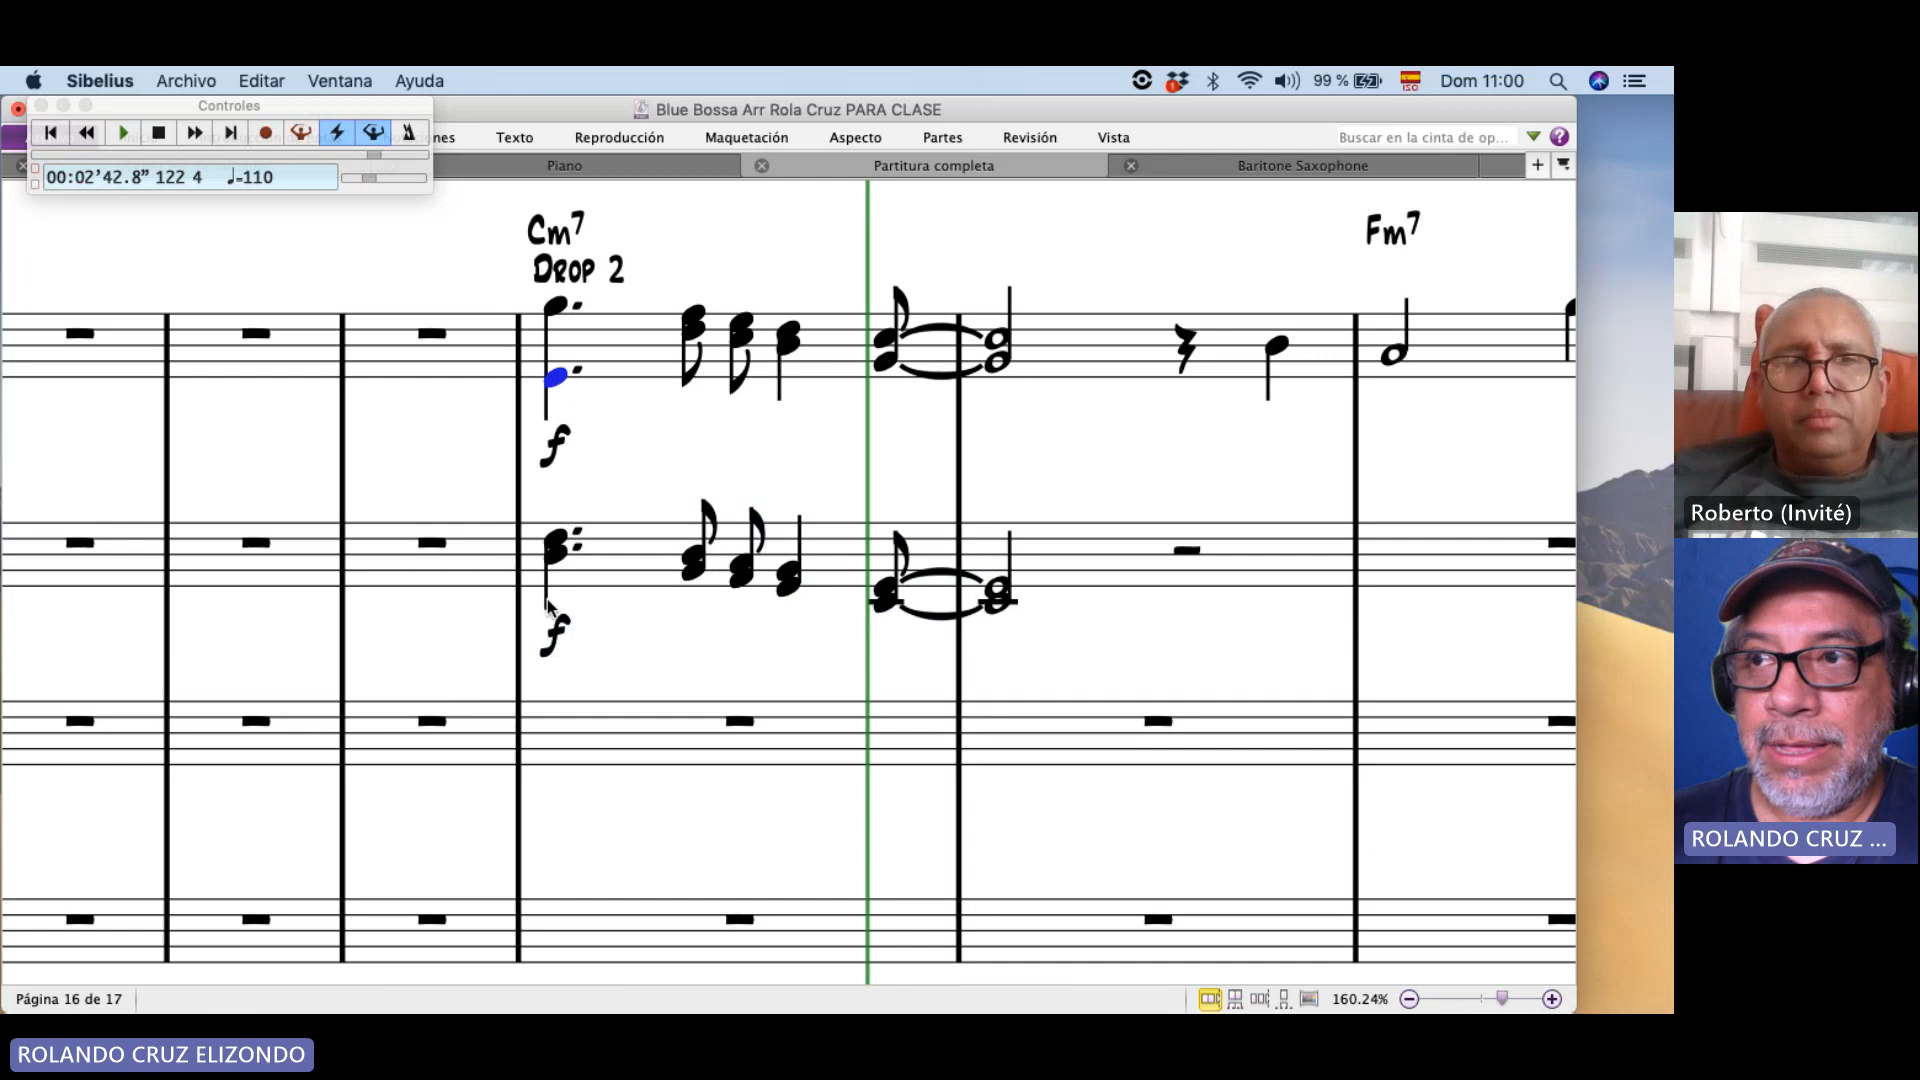 Sibelius Archivo Editar Ventana Ayuda 99 % ISO Dom 11:00
Controles
Blue Bossa Arr Rola Cruz PARA CLASE
nes Texto Reproducción Maquetación Aspecto Partes Revisión Vista Buscar en la cinta de op... ?
Piano Partitura completa Baritone Saxophone
00:02'42.8" 122 4 ♩=110
Cm7 Fm7
DROP 2
f
f
Roberto (Invité)
ROLANDO CRUZ ...
Página 16 de 17 160.24%
ROLANDO CRUZ ELIZONDO